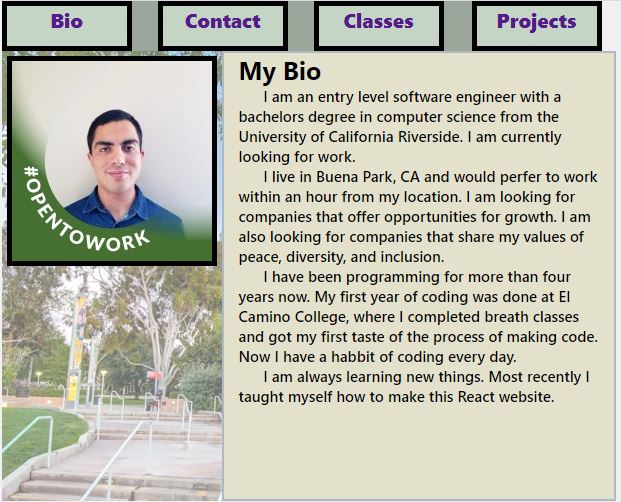 Bio
Contact
Classes
Projects
#OPENTOWORK
My Bio
I am an entry level software engineer with a
bachelors degree in computer science from the
University of California Riverside. I am currently
looking for work.
I live in Buena Park, CA and would perfer to work
within an hour from my location. I am looking for
companies that offer opportunities for growth. I am
also looking for companies that share my values of
peace, diversity, and inclusion.
I have been programming for more than four
years now. My first year of coding was done at El
Camino College, where I completed breath classes
and got my first taste of the process of making code.
Now I have a habbit of coding every day.
I am always learning new things. Most recently I
taught myself how to make this React website.